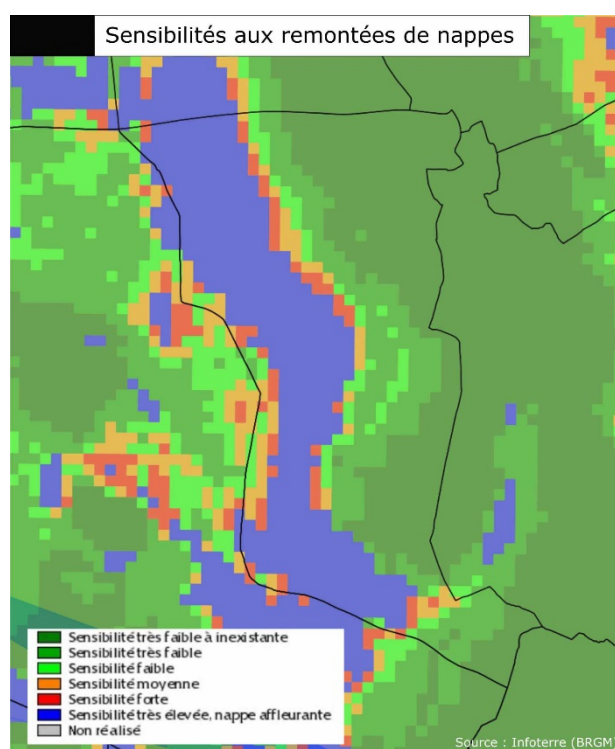 Sensibilités aux remontées de nappes
Sensibilité très faible à inexistante
Sensibilité très faible
Sensibilité faible
Sensibilité moyenne
Sensibilité forte
Sensibilité très élevée, nappe affleurante
Non réalisé
Source : Infoterre (BRGM